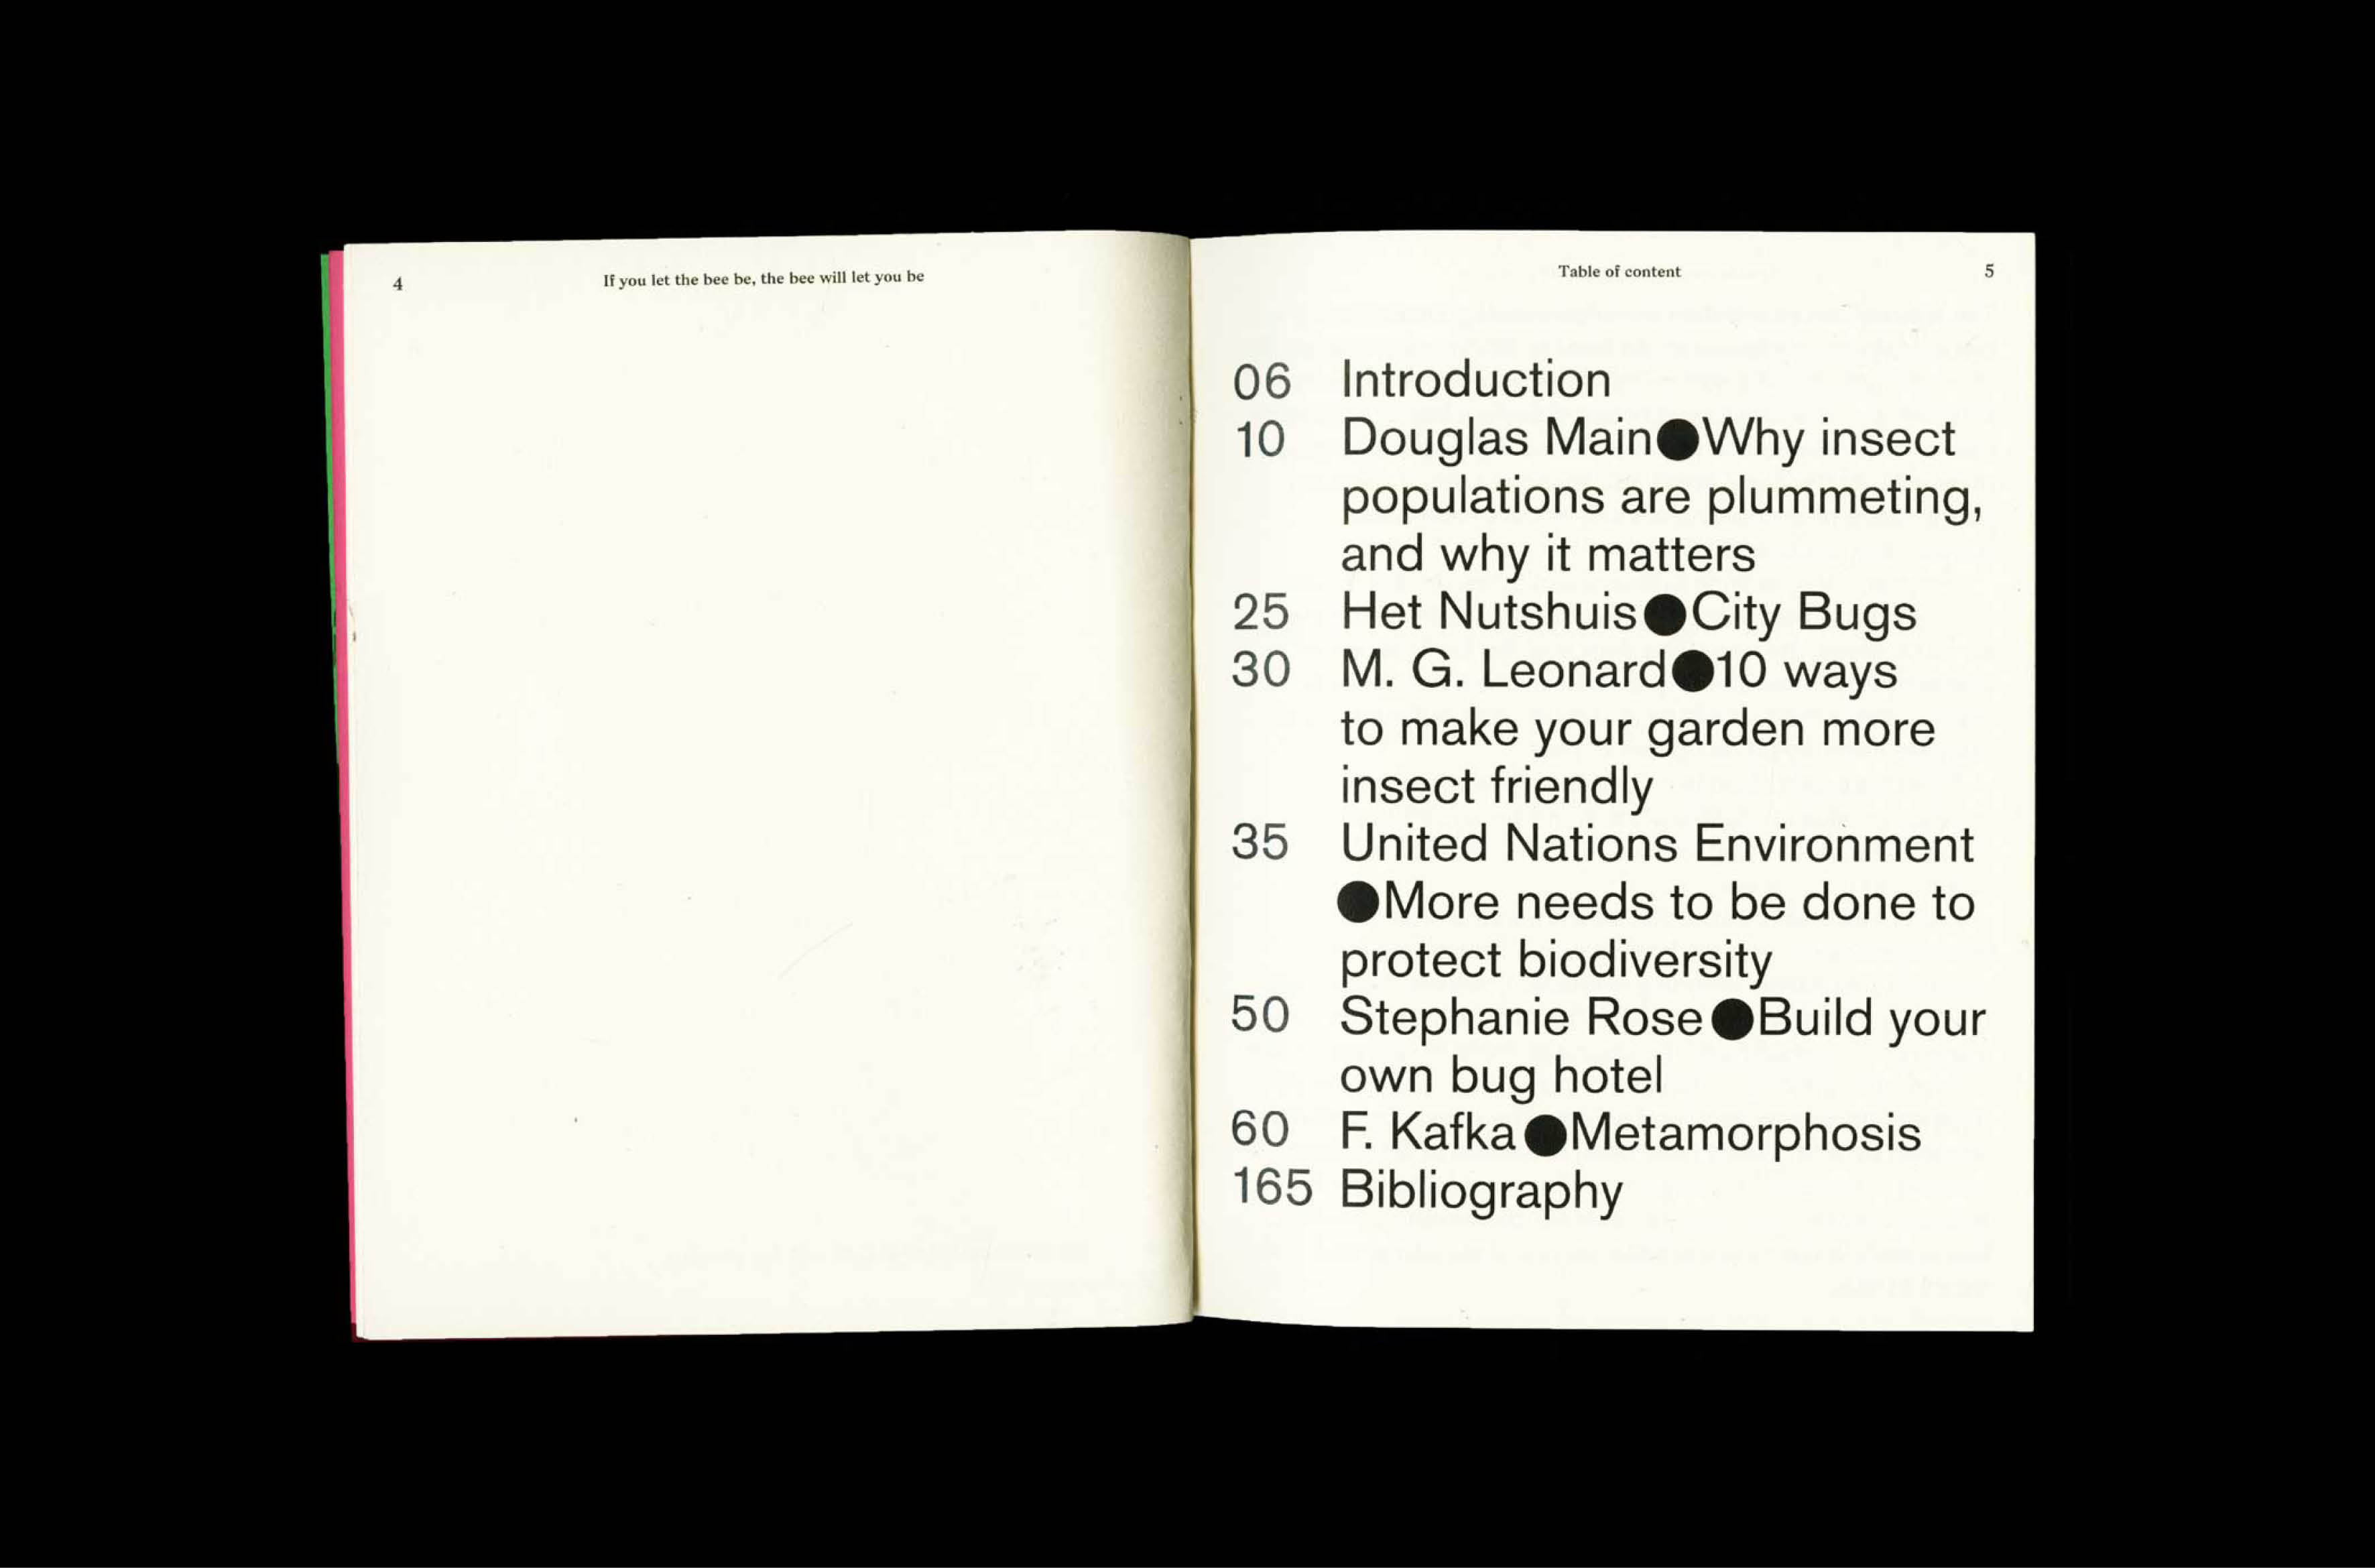 4
If you let the bee be, the bee will let you be
Table of content
5
06 Introduction
10 Douglas Main●Why insect
populations are plummeting,
and why it matters
25 Het Nutshuis●City Bugs
30 M. G. Leonard●10 ways
to make your garden more
insect friendly
35 United Nations Environment
●More needs to be done to
protect biodiversity
50 Stephanie Rose●Build your
own bug hotel
60 F. Kafka●Metamorphosis
165 Bibliography